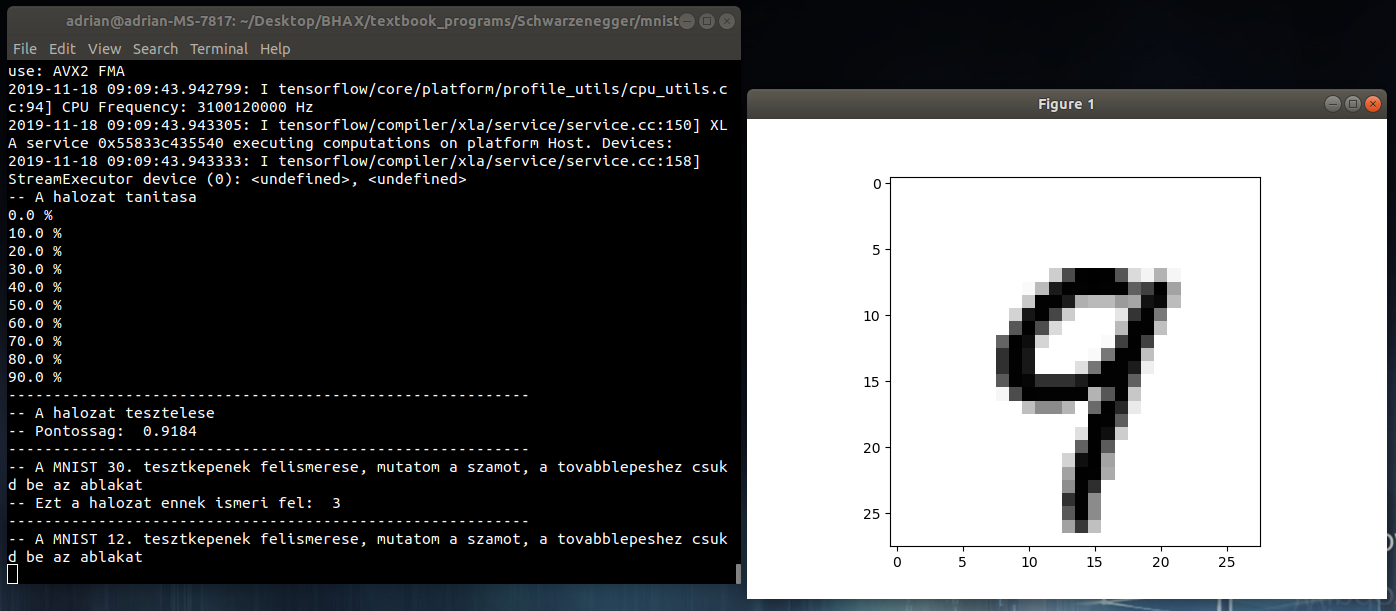 adrian@adrian-MS-7817: ~/Desktop/BHAX/textbook_programs/Schwarzenegger/mnist
File Edit View Search Terminal Help
use: AVX2 FMA
2019-11-18 09:09:43.942799: I tensorflow/core/platform/profile_utils/cpu_utils.c
c:94] CPU Frequency: 3100120000 Hz
2019-11-18 09:09:43.943305: I tensorflow/compiler/xla/service/service.cc:150] XL
A service 0x55833c435540 executing computations on platform Host. Devices:
2019-11-18 09:09:43.943333: I tensorflow/compiler/xla/service/service.cc:158]
StreamExecutor device (0): <undefined>, <undefined>
-- A halozat tanitasa
0.0 %
10.0 %
20.0 %
30.0 %
40.0 %
50.0 %
60.0 %
70.0 %
80.0 %
90.0 %
----------------------------------------------------------
-- A halozat tesztelese
-- Pontossag:  0.9184
----------------------------------------------------------
-- A MNIST 30. tesztkepenek felismerese, mutatom a szamot, a tovabblepeshez csuk
d be az ablakat
-- Ezt a halozat ennek ismeri fel:  3
----------------------------------------------------------
-- A MNIST 12. tesztkepenek felismerese, mutatom a szamot, a tovabblepeshez csuk
d be az ablakat
Figure 1
0
5
10
15
20
25
9
0 5 10 15 20 25